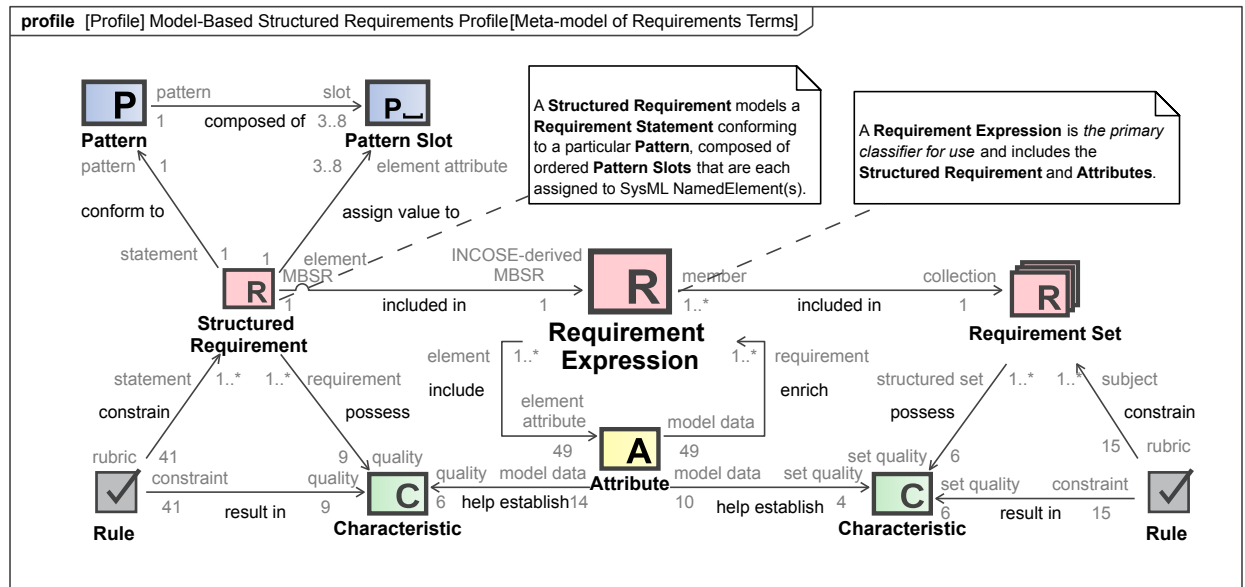 profile [Profile] Model-Based Structured Requirements Profile[Meta-model of Requirements Terms]
P
pattern
slot
1
composed of
3..8
P
Pattern
Pattern Slot
pattern
1
3..8
element attribute
conform to
assign value to
statement
1
1
element
A Structured Requirement models a
Requirement Statement conforming
to a particular Pattern, composed of
ordered Pattern Slots that are each
assigned to SysML NamedElement(s).
A Requirement Expression is the primary
classifier for use and includes the
Structured Requirement and Attributes.
R
MBSR
1
included in
INCOSE-derived
MBSR
1
R
member
1..*
included in
collection
1
R
Structured
Requirement
Requirement
Expression
Requirement Set
statement
1..*
1..*
requirement
constrain
possess
element
1..*
include
element
attribute
49
1..*
requirement
enrich
model data
49
A
Attribute
structured set
1..*
1..*
subject
possess
constrain
rubric
41
9
quality
set quality
6
15
rubric
constraint
41
result in
quality
9
C
quality
6
model data
14
help establish
model data
10
help establish
set quality
4
C
set quality
6
result in
constraint
15
Rule
Characteristic
Characteristic
Rule